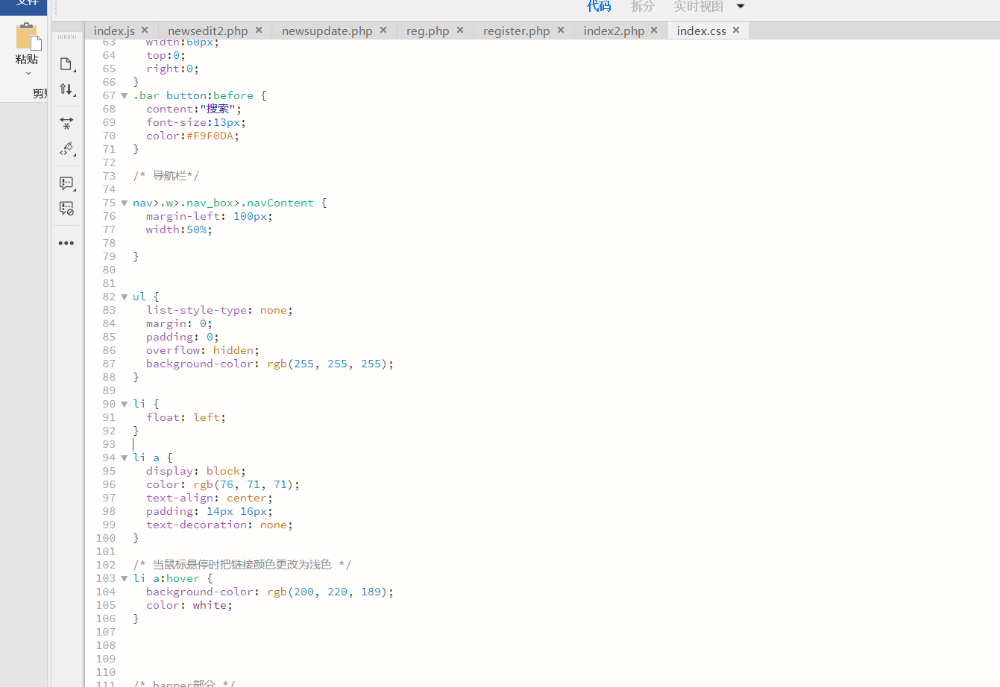 文件
代码 拆分 实时视图
粘贴
index.js × newsedit2.php × newsupdate.php × reg.php × register.php × index2.php × index.css ×
63 width:60px;
64 top:0;
65 right:0;
66 }
67 .bar button:before {
68 content:"搜索";
69 font-size:13px;
70 color:#F9F0DA;
71 }
72
73 /* 导航栏*/
74
75 nav>.w>.nav_box>.navContent {
76 margin-left: 100px;
77 width:50%;
78
79 }
80
81
82 ul {
83 list-style-type: none;
84 margin: 0;
85 padding: 0;
86 overflow: hidden;
87 background-color: rgb(255, 255, 255);
88 }
89
90 li {
91 float: left;
92 }
93
94 li a {
95 display: block;
96 color: rgb(76, 71, 71);
97 text-align: center;
98 padding: 14px 16px;
99 text-decoration: none;
100 }
101
102 /* 当鼠标悬停时把链接颜色更改为浅色 */
103 li a:hover {
104 background-color: rgb(200, 220, 189);
105 color: white;
106 }
107
108
109
110
111 /* banner部分 */